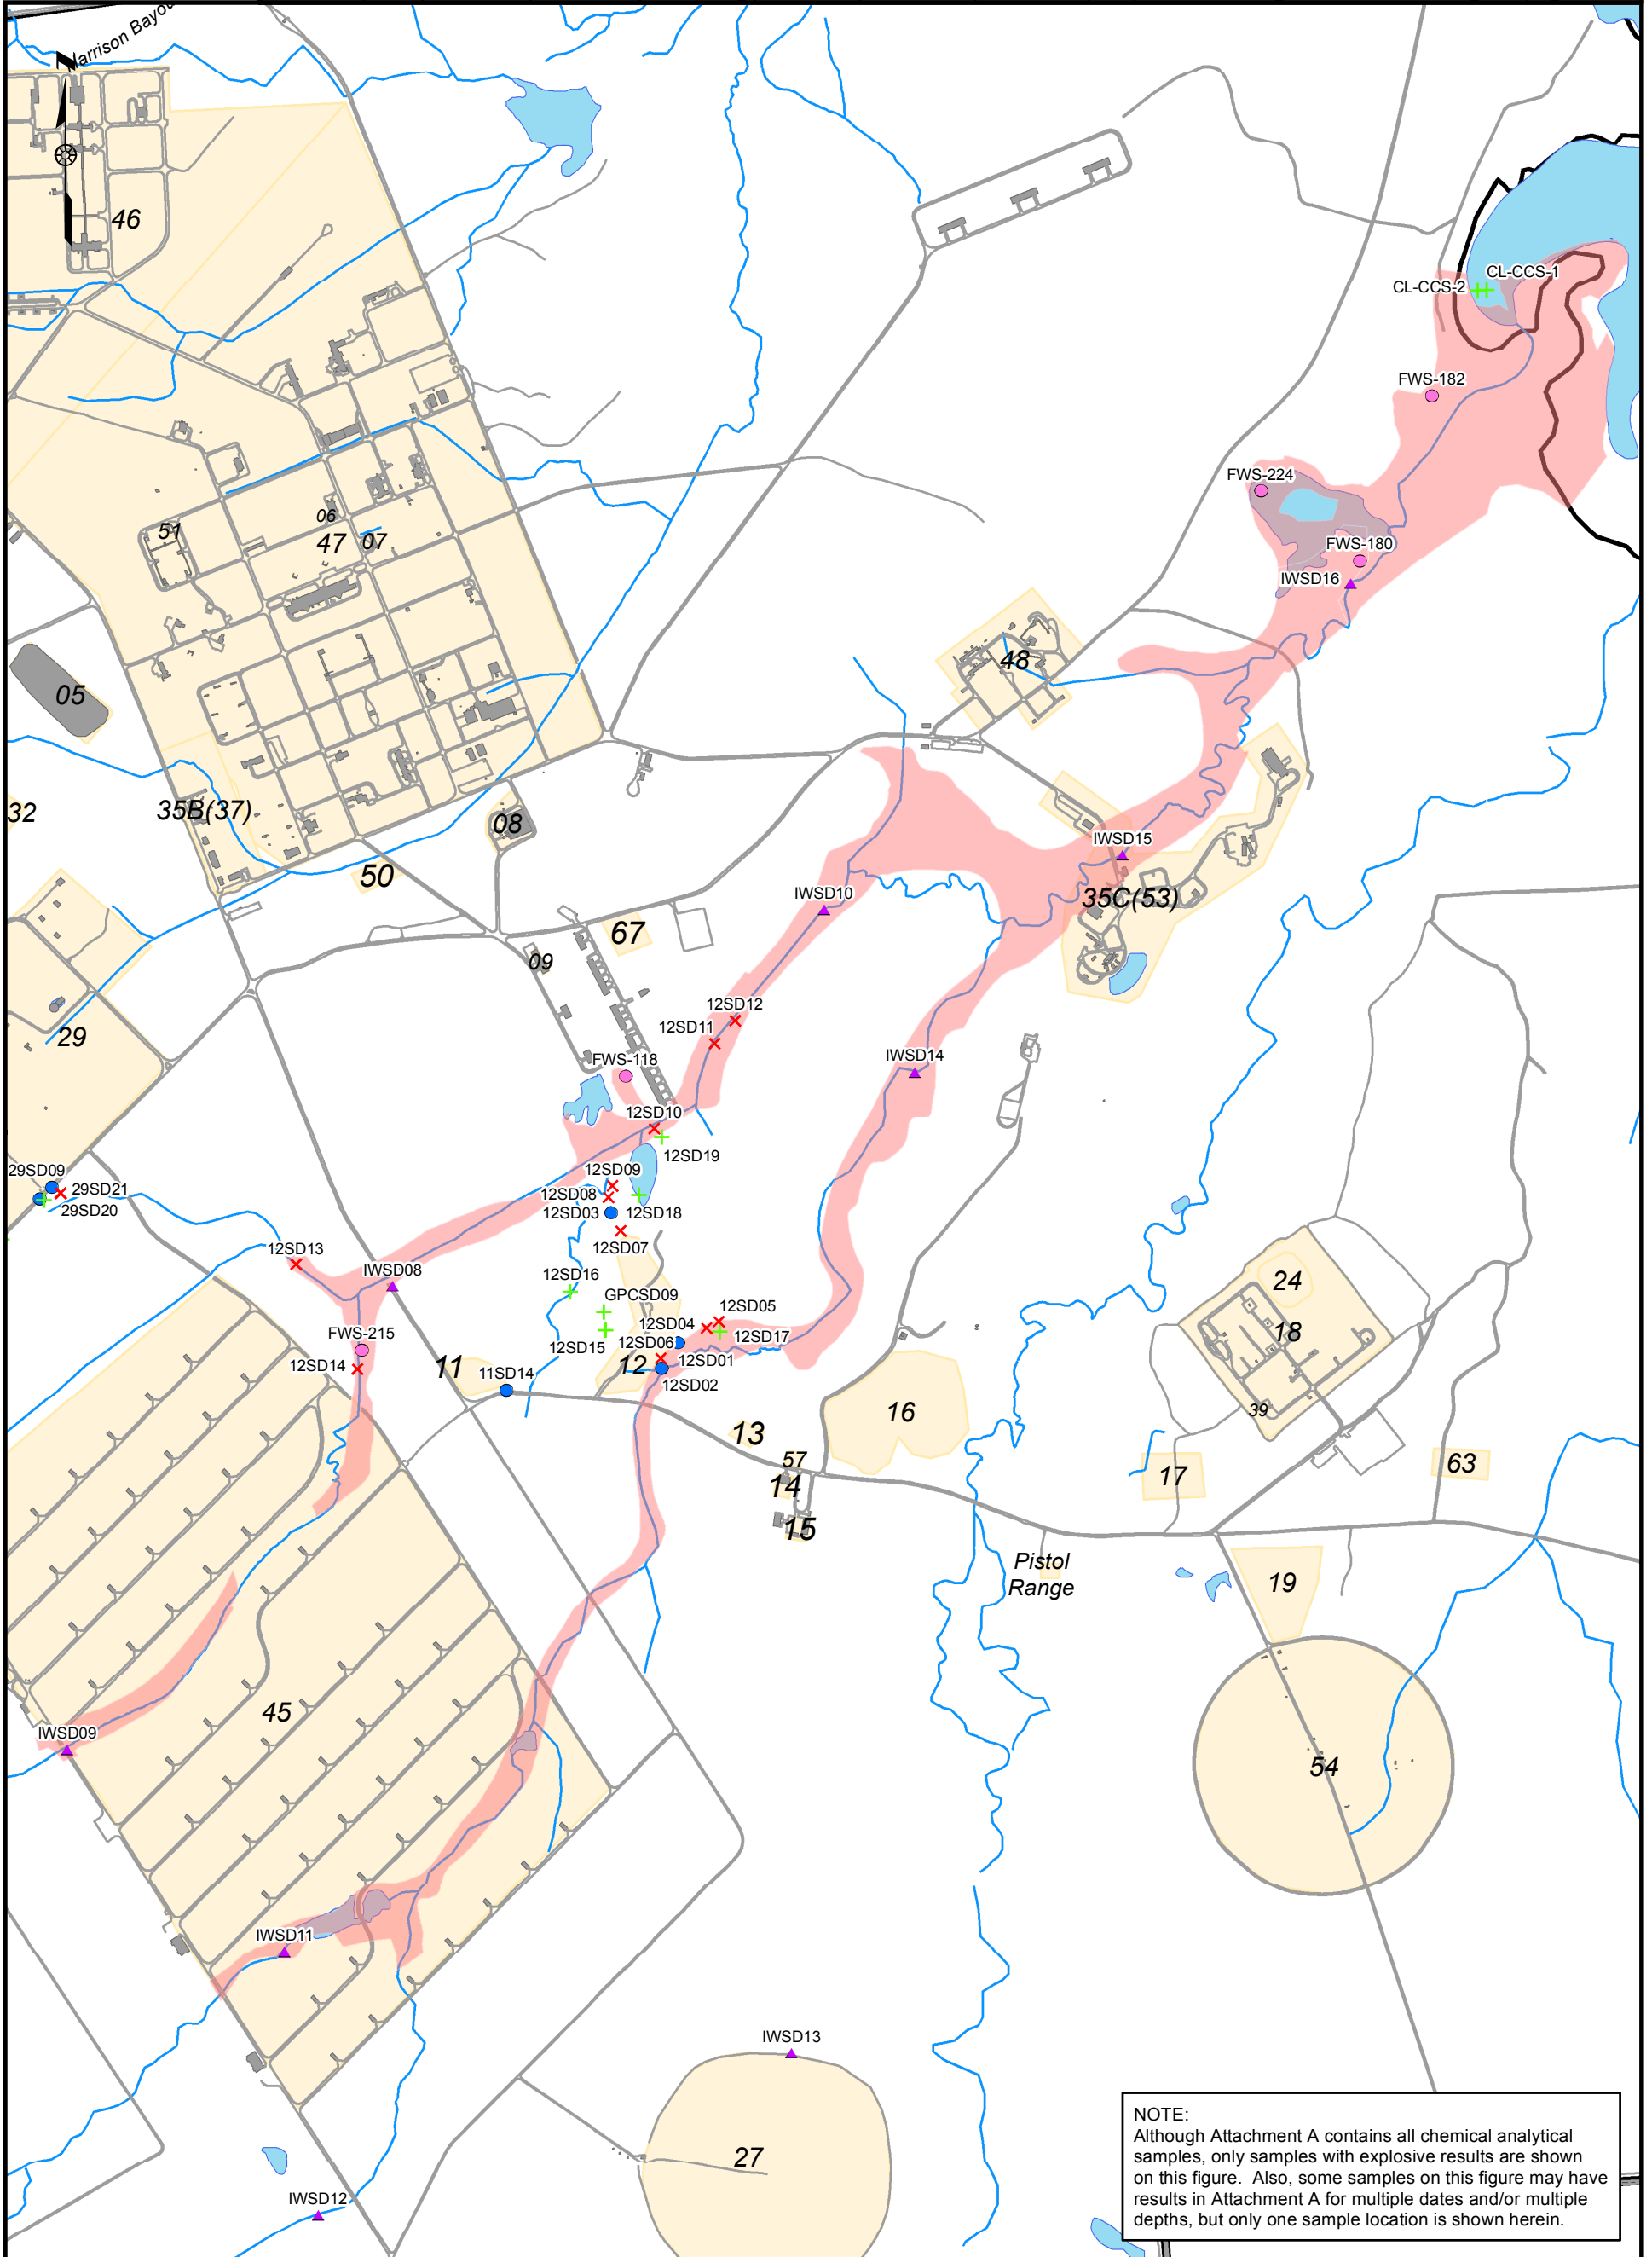 Harrison Bayou
N
46
CL-CCS-1
CL-CCS-2
FWS-182
FWS-224
51
06
47
07
FWS-180
IWSD16
48
05
32
35B(37)
08
50
IWSD15
35C(53)
IWSD10
67
09
29
12SD12
12SD11
FWS-118
IWSD14
12SD10
12SD19
29SD09
29SD21
29SD20
12SD09
12SD08
12SD03
12SD18
12SD07
12SD13
IWSD08
12SD16
GPCSD09
24
12SD05
12SD04
12SD17
18
FWS-215
12SD15
12SD06
12SD01
12SD14
11
11SD14
12
12SD02
39
16
13
57
14
17
63
15
Pistol
Range
19
45
IWSD09
54
IWSD11
IWSD13
27
IWSD12
NOTE:
Although Attachment A contains all chemical analytical
samples, only samples with explosive results are shown
on this figure.  Also, some samples on this figure may have
results in Attachment A for multiple dates and/or multiple
depths, but only one sample location is shown herein.